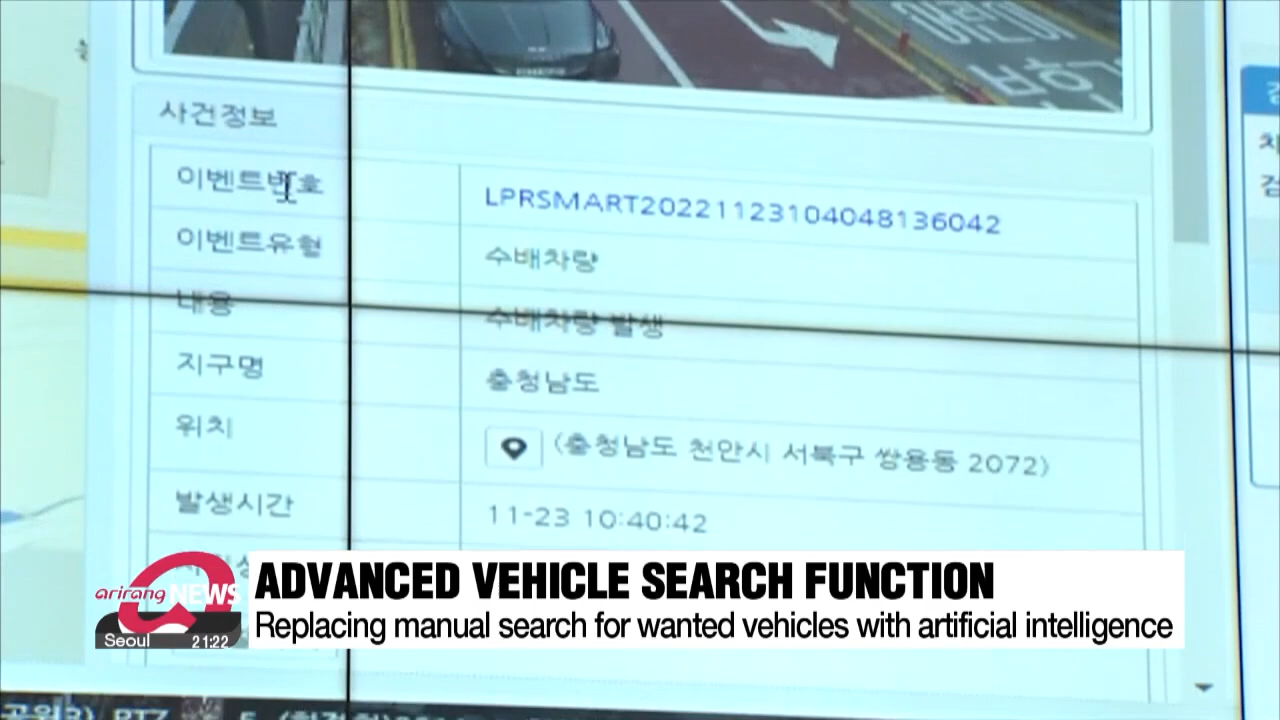 사건정보
이벤트번호 LPRSMART20221123104048136042
이벤트유형 수배차량
내용 수배차량 발생
지구명 충청남도
위치 (충청남도 천안시 서북구 쌍용동 2072)
발생시간 11-23 10:40:42
arirang NEWS
ADVANCED VEHICLE SEARCH FUNCTION
Replacing manual search for wanted vehicles with artificial intelligence
Seoul 21:22